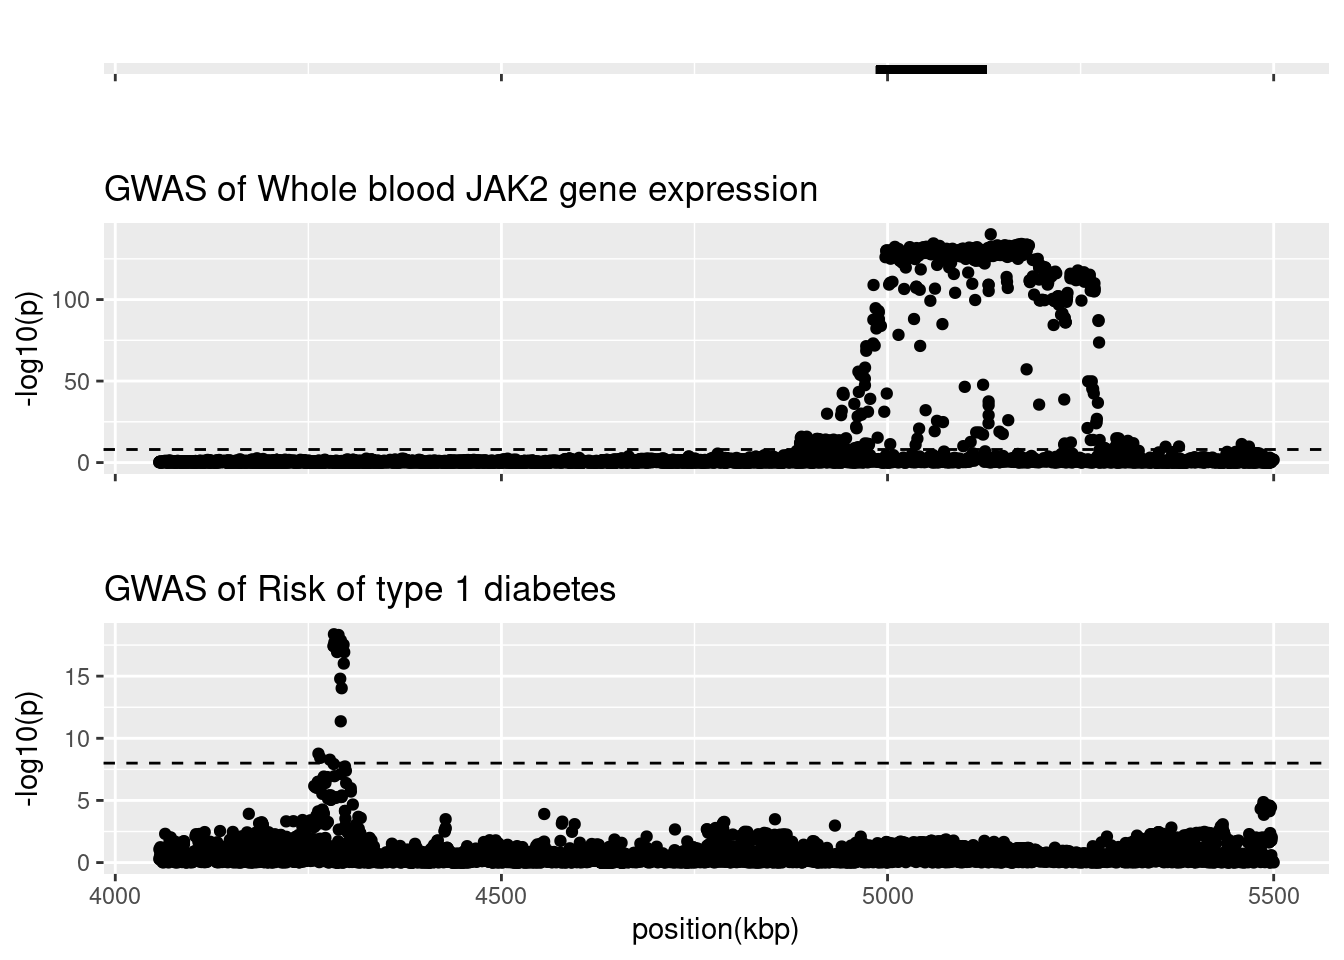 GWAS of Whole blood JAK2 gene expression
-log10(p)
100
50
0
GWAS of Risk of type 1 diabetes
-log10(p)
15
10
5
0
4000 4500 5000 5500
position(kbp)